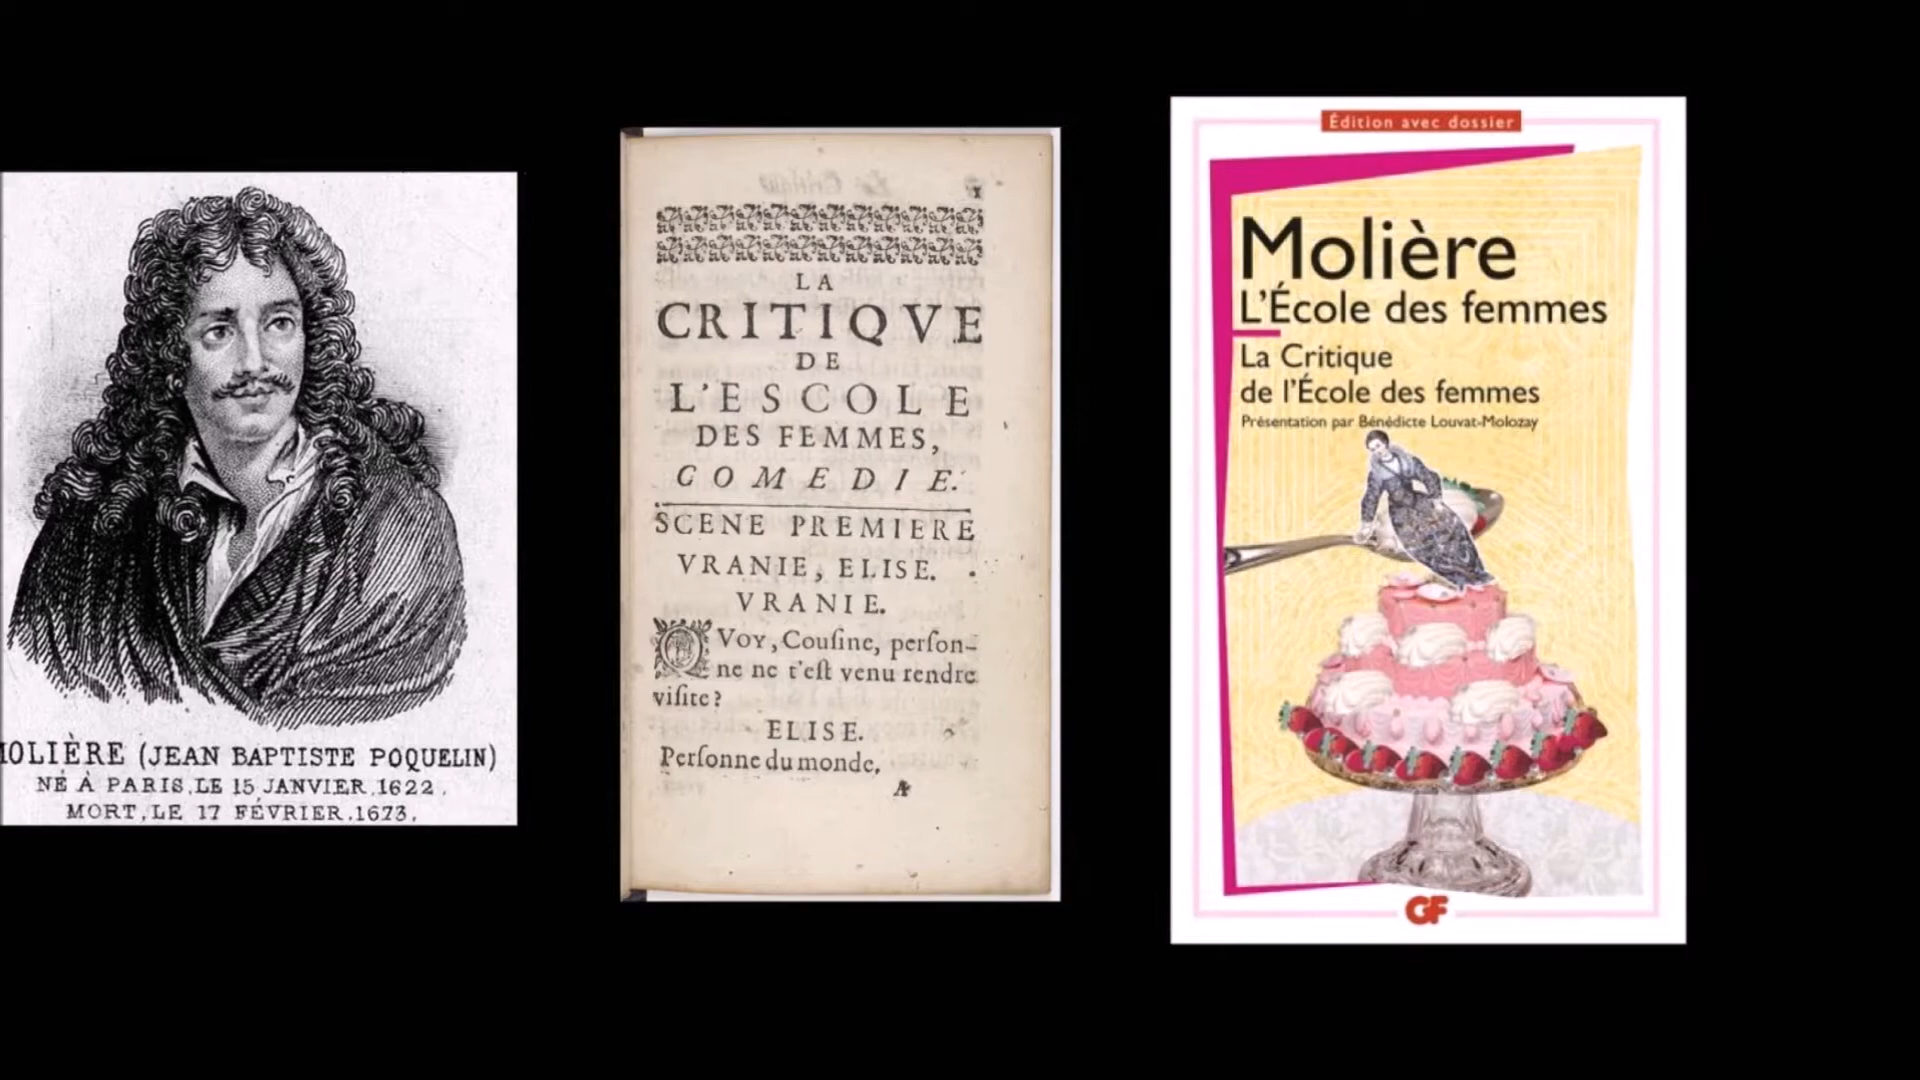 MOLIÈRE (JEAN BAPTISTE POQUELIN)
NÉ À PARIS, LE 15 JANVIER, 1622,
MORT, LE 17 FÉVRIER, 1673,
I
LA
CRITIQVE
DE
L'ESCOLE
DES FEMMES,
COMEDIE.
SCENE PREMIERE
VRANIE, ELISE.
VRANIE.
QVOY, Cousine, person-
ne ne t'est venu rendre
visite?
ELISE.
Personne du monde,
A
Édition avec dossier
Molière
L'École des femmes
La Critique
de l'École des femmes
Présentation par Bénédicte Louvat-Molozay
GF